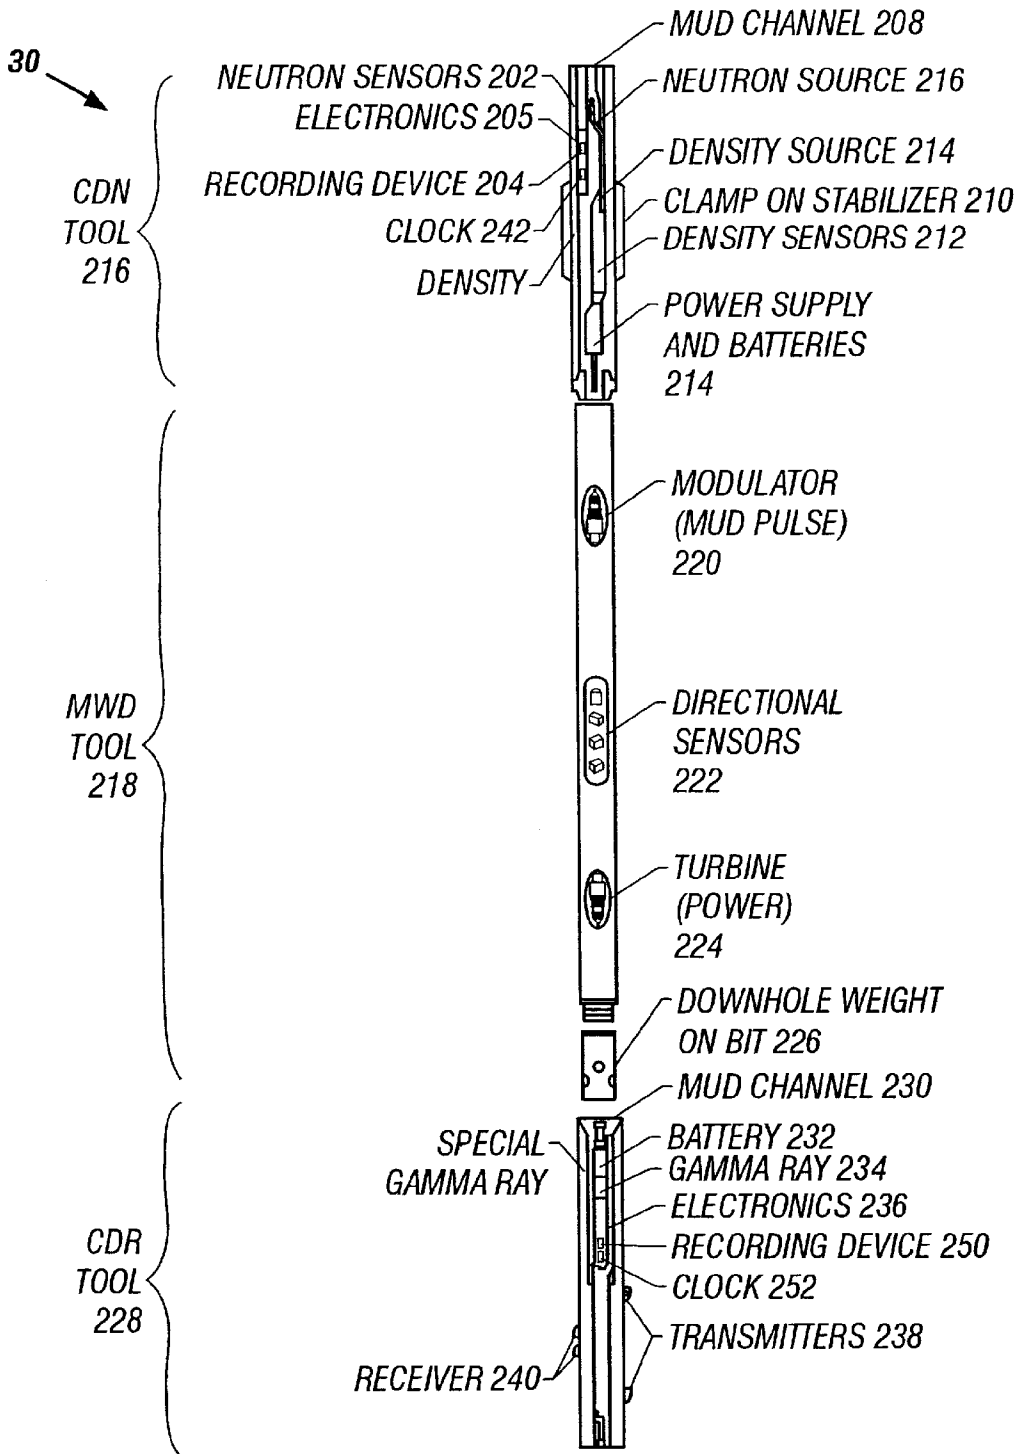 30
MUD CHANNEL 208
NEUTRON SENSORS 202
NEUTRON SOURCE 216
ELECTRONICS 205
DENSITY SOURCE 214
RECORDING DEVICE 204
CLAMP ON STABILIZER 210
CLOCK 242
DENSITY SENSORS 212
DENSITY
CDN
TOOL
216
POWER SUPPLY
AND BATTERIES
214
MODULATOR
(MUD PULSE)
220
MWD
TOOL
218
DIRECTIONAL
SENSORS
222
TURBINE
(POWER)
224
DOWNHOLE WEIGHT
ON BIT 226
MUD CHANNEL 230
SPECIAL
GAMMA RAY
BATTERY 232
GAMMA RAY 234
ELECTRONICS 236
RECORDING DEVICE 250
CLOCK 252
CDR
TOOL
228
TRANSMITTERS 238
RECEIVER 240